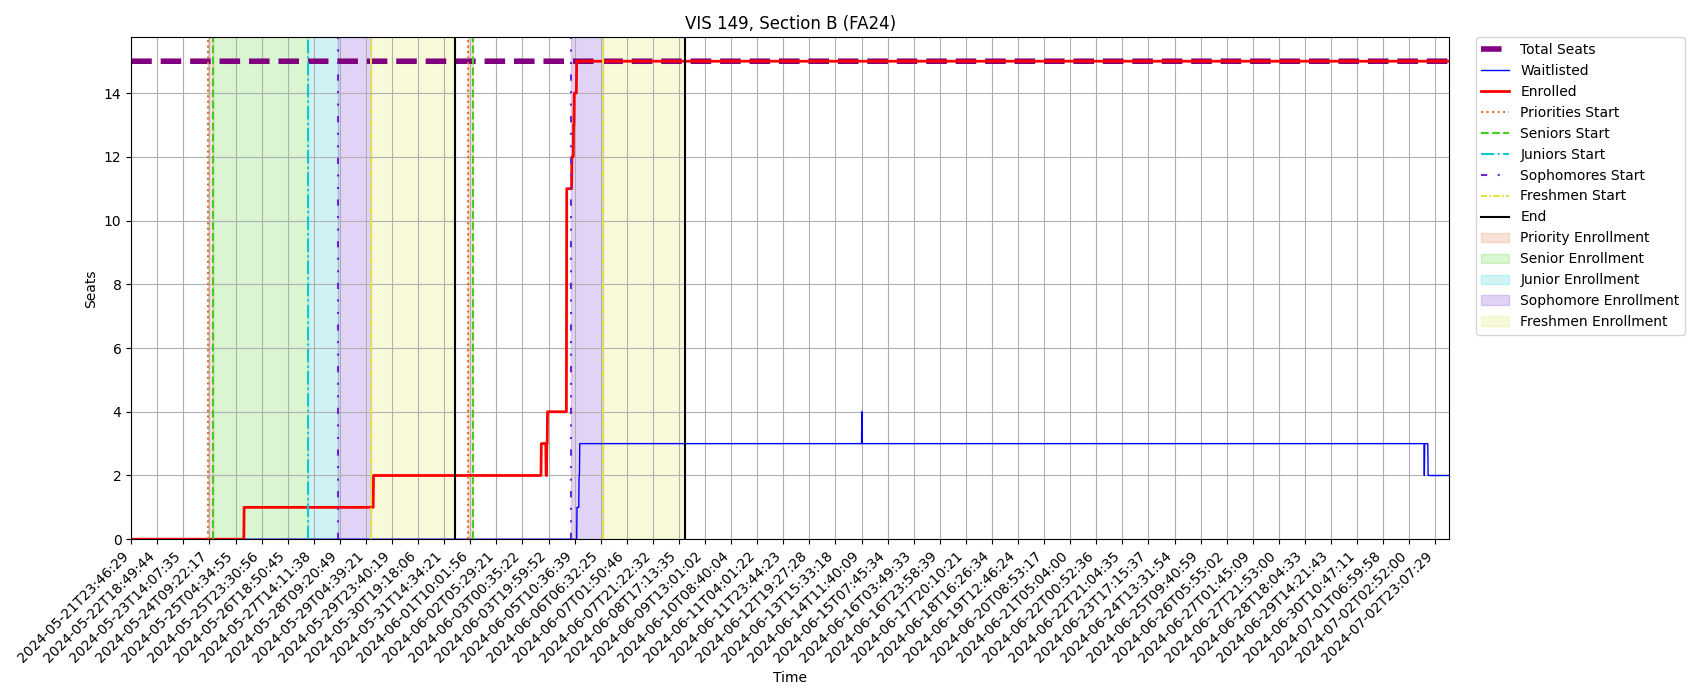 VIS 149, Section B (FA24)
Total Seats
Waitlisted
Enrolled
Priorities Start
Seniors Start
Juniors Start
Sophomores Start
Freshmen Start
End
Priority Enrollment
Senior Enrollment
Junior Enrollment
Sophomore Enrollment
Freshmen Enrollment
Seats
14
12
10
8
6
4
2
0
2024-05-21T23:46:29
2024-05-22T18:49:44
2024-05-23T14:07:35
2024-05-24T09:22:17
2024-05-25T04:34:55
2024-05-25T23:30:56
2024-05-26T18:50:45
2024-05-27T14:11:38
2024-05-28T09:20:49
2024-05-29T04:39:21
2024-05-29T23:40:19
2024-05-30T19:18:06
2024-05-31T14:34:21
2024-06-01T10:01:56
2024-06-02T05:29:21
2024-06-03T00:35:22
2024-06-03T19:59:52
2024-06-05T10:36:39
2024-06-06T06:32:25
2024-06-07T01:50:46
2024-06-07T21:22:32
2024-06-08T17:13:35
2024-06-09T13:01:02
2024-06-10T08:40:04
2024-06-11T04:01:22
2024-06-11T23:44:23
2024-06-12T19:27:28
2024-06-13T15:33:18
2024-06-14T11:40:09
2024-06-15T07:45:34
2024-06-16T03:49:33
2024-06-16T23:58:39
2024-06-17T20:10:21
2024-06-18T16:26:34
2024-06-19T12:46:24
2024-06-20T08:53:17
2024-06-21T05:04:00
2024-06-22T00:52:36
2024-06-22T21:04:35
2024-06-23T17:15:37
2024-06-24T13:31:54
2024-06-25T09:40:59
2024-06-26T05:55:02
2024-06-27T01:45:09
2024-06-27T21:53:00
2024-06-28T18:04:33
2024-06-29T14:21:43
2024-06-30T10:47:11
2024-07-01T06:59:58
2024-07-02T02:52:00
2024-07-02T23:07:29
Time